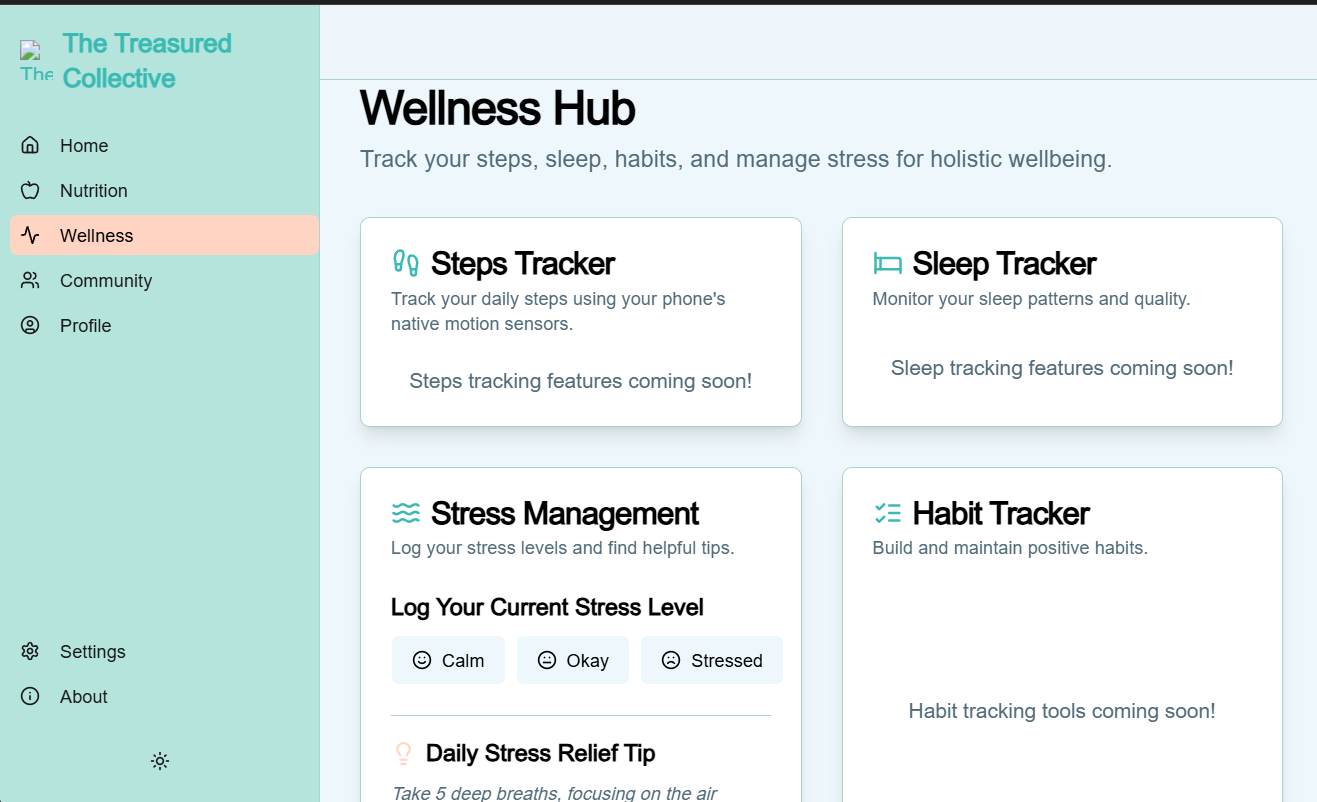 The Treasured
Collective
The
Home
Nutrition
Wellness
Community
Profile
Settings
About
Wellness Hub
Track your steps, sleep, habits, and manage stress for holistic wellbeing.
Steps Tracker
Track your daily steps using your phone's
native motion sensors.
Steps tracking features coming soon!
Sleep Tracker
Monitor your sleep patterns and quality.
Sleep tracking features coming soon!
Stress Management
Log your stress levels and find helpful tips.
Log Your Current Stress Level
Calm
Okay
Stressed
Daily Stress Relief Tip
Take 5 deep breaths, focusing on the air
Habit Tracker
Build and maintain positive habits.
Habit tracking tools coming soon!